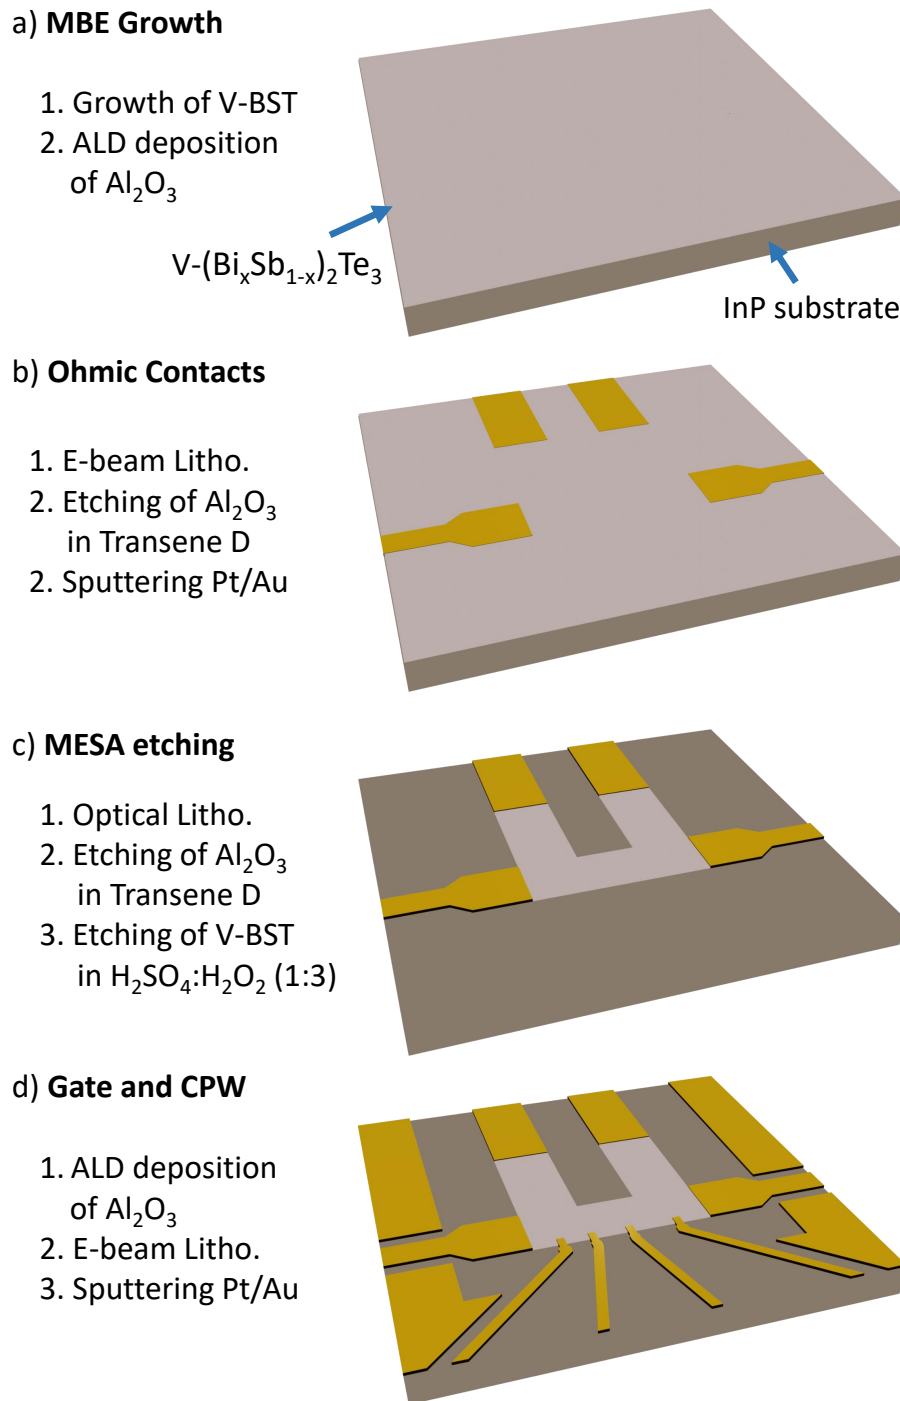 a) MBE Growth
1. Growth of V-BST
2. ALD deposition
of Al₂O₃
V-(BiₓSb₁₋ₓ)₂Te₃
InP substrate
b) Ohmic Contacts
1. E-beam Litho.
2. Etching of Al₂O₃
in Transene D
2. Sputtering Pt/Au
c) MESA etching
1. Optical Litho.
2. Etching of Al₂O₃
in Transene D
3. Etching of V-BST
in H₂SO₄:H₂O₂ (1:3)
d) Gate and CPW
1. ALD deposition
of Al₂O₃
2. E-beam Litho.
3. Sputtering Pt/Au